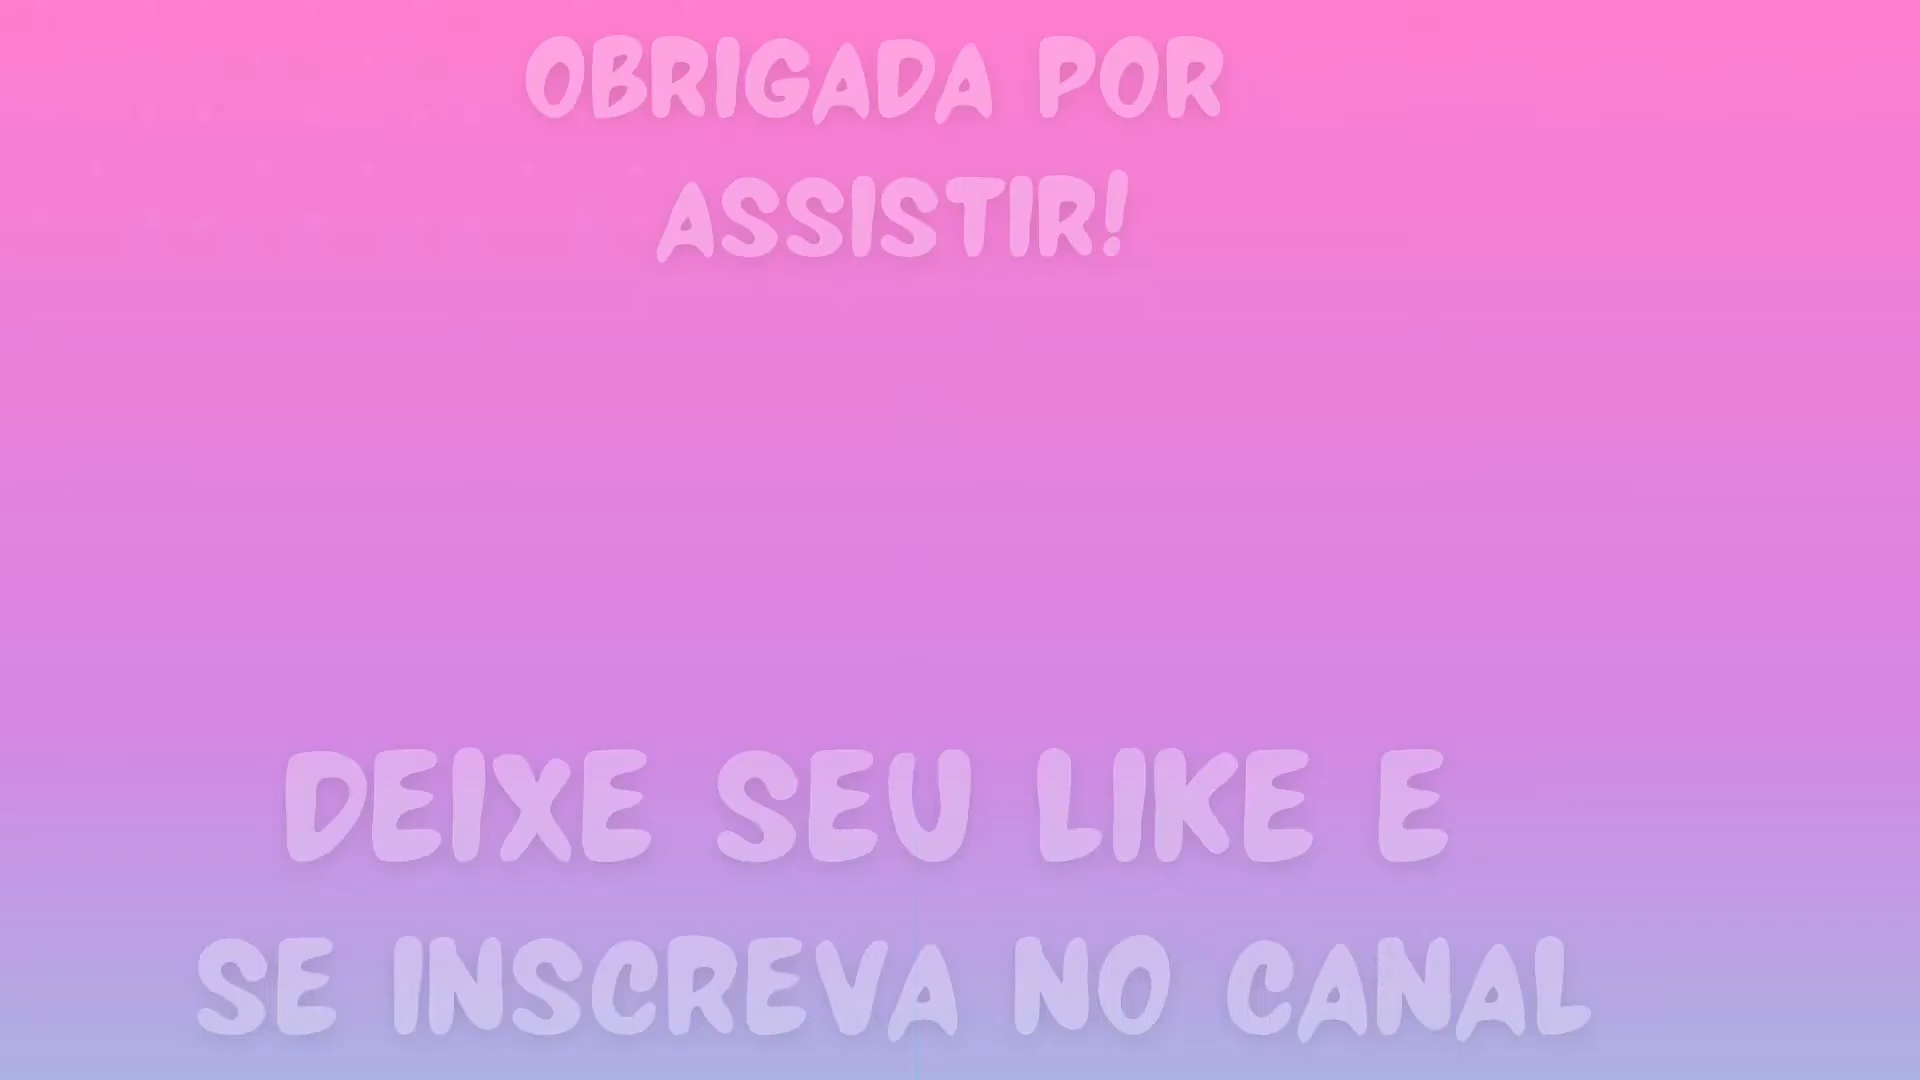 OBRIGADA POR
ASSISTIR!
DEIXE SEU LIKE E
SE INSCREVA NO CANAL